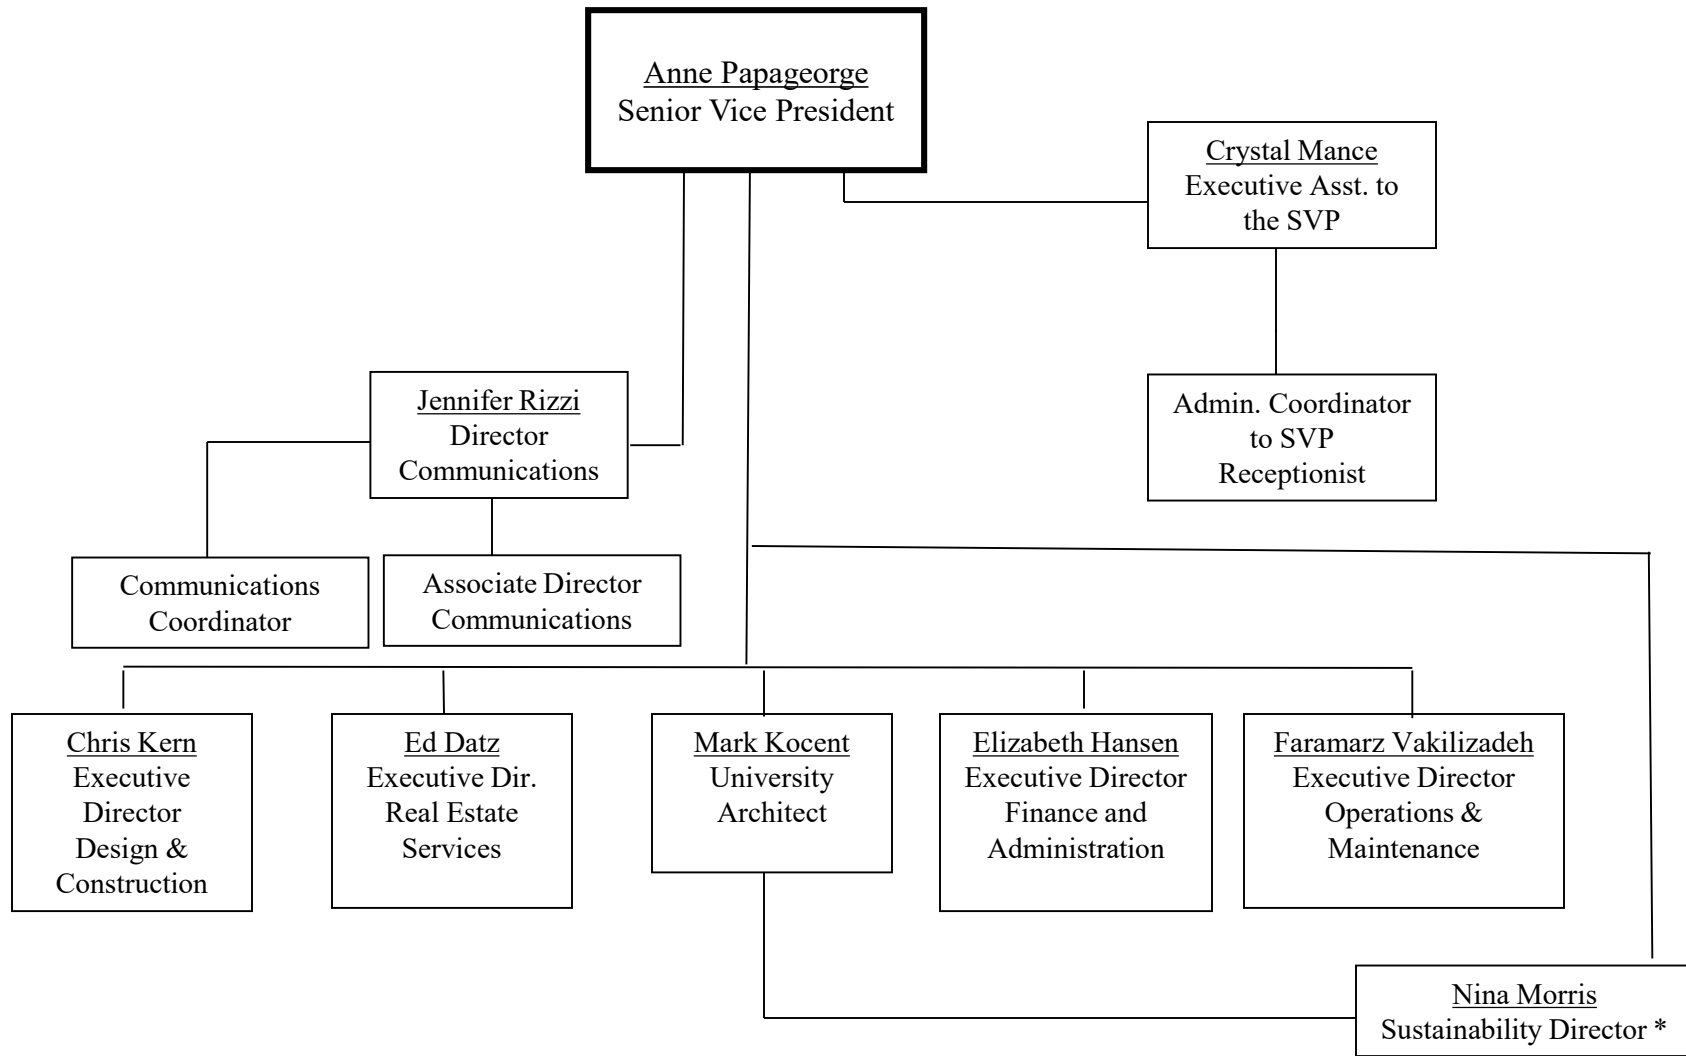 Anne Papageorge
Senior Vice President
Crystal Mance
Executive Asst. to
the SVP
Jennifer Rizzi
Director
Communications
Admin. Coordinator
to SVP
Receptionist
Communications
Coordinator
Associate Director
Communications
Chris Kern
Executive
Director
Design &
Construction
Ed Datz
Executive Dir.
Real Estate
Services
Mark Kocent
University
Architect
Elizabeth Hansen
Executive Director
Finance and
Administration
Faramarz Vakilizadeh
Executive Director
Operations &
Maintenance
Nina Morris
Sustainability Director *